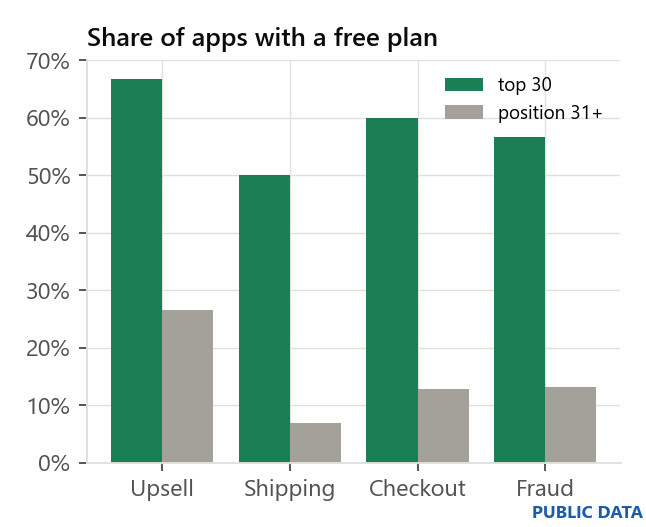 Share of apps with a free plan
70%
60%
50%
40%
30%
20%
10%
0%
top 30
position 31+
Upsell
Shipping
Checkout
Fraud
PUBLIC DATA